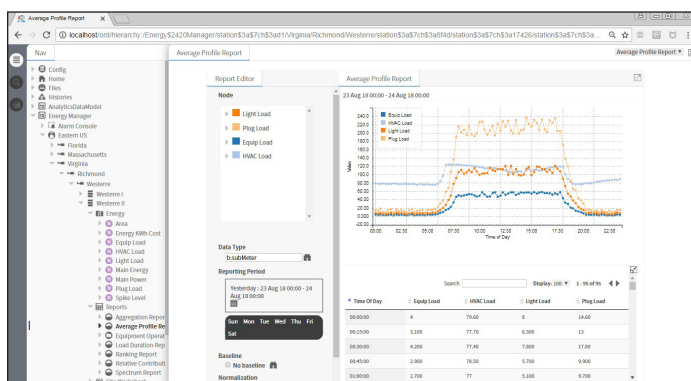 Average Profile Report
localhost/ord/hierarchy:/Energy$2420Manager/station$3a$7ch$3ad1/Virginia/Richmond/Westerre/station$3a$7ch$3a8f4d/station$3a$7ch$3a17426/station$3a$7ch$3a...
Nav
Average Profile Report
Average Profile Report
Config
Home
Files
Histories
AnalyticsDataModel
Energy Manager
Alarm Console
Eastern US
Florida
Massachusetts
Virginia
Richmond
Westerre
Westerre I
Westerre II
Energy
Area
Energy KWh Cost
Equip Load
HVAC Load
Light Load
Main Energy
Main Power
Plug Load
Spike Level
Reports
Aggregation Repor
Average Profile Re
Equipment Operat
Load Duration Rep
Ranking Report
Relative Contributi
Spectrum Report
Report Editor
Node
Light Load
Plug Load
Equip Load
HVAC Load
Data Type
b:subMeter
Reporting Period
Yesterday : 23 Aug 18 00:00 - 24
Aug 18 00:00
Sun Mon Tue Wed Thu Fri
Sat
Baseline
No baseline
Normalization
Average Profile Report
23 Aug 18 00:00 - 24 Aug 18 00:00
Equip Load
HVAC Load
Light Load
Plug Load
240.0
220.0
200.0
180.0
160.0
140.0
120.0
100.0
80.00
60.00
40.00
20.00
0.000
-20.00
Value
00:00 02:30 05:00 07:30 10:00 12:30 15:00 17:30 20:00 22:30
Time of Day
Search Display: 100 1 - 95 of 95
Time Of Day Equip Load HVAC Load Light Load Plug Load
00:00:00 4 79.60 6 14.60
00:15:00 3.100 77.70 6.500 13
00:30:00 4.200 77.40 7.800 17.80
00:45:00 2.900 78.50 5.700 9.900
01:00:00 2.700 77 5.100 9.700